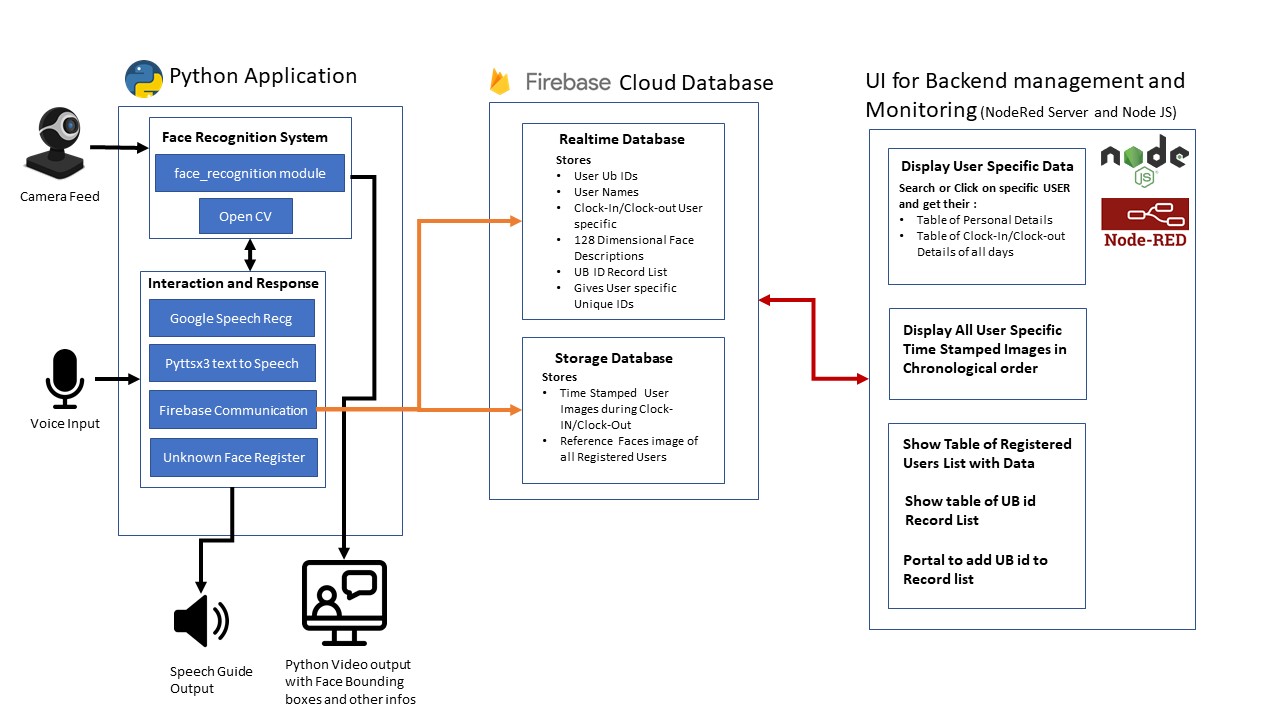 Python Application
Camera Feed
Face Recognition System
face_recognition module
Open CV
Interaction and Response
Google Speech Recg
Pyttsx3 text to Speech
Firebase Communication
Unknown Face Register
Voice Input
Speech Guide
Output
Python Video output
with Face Bounding
boxes and other infos
Firebase Cloud Database
Realtime Database
Stores
• User Ub IDs
• User Names
• Clock-In/Clock-out User
specific
• 128 Dimensional Face
Descriptions
• UB ID Record List
• Gives User specific
Unique IDs
Storage Database
Stores
• Time Stamped User
Images during Clock-
IN/Clock-Out
• Reference Faces image of
all Registered Users
UI for Backend management and
Monitoring (NodeRed Server and Node JS)
Display User Specific Data
Search or Click on specific USER
and get their :
• Table of Personal Details
• Table of Clock-In/Clock-out
Details of all days
node
JS
Node-RED
Display All User Specific
Time Stamped Images in
Chronological order
Show Table of Registered
Users List with Data
Show table of UB id
Record List
Portal to add UB id to
Record list